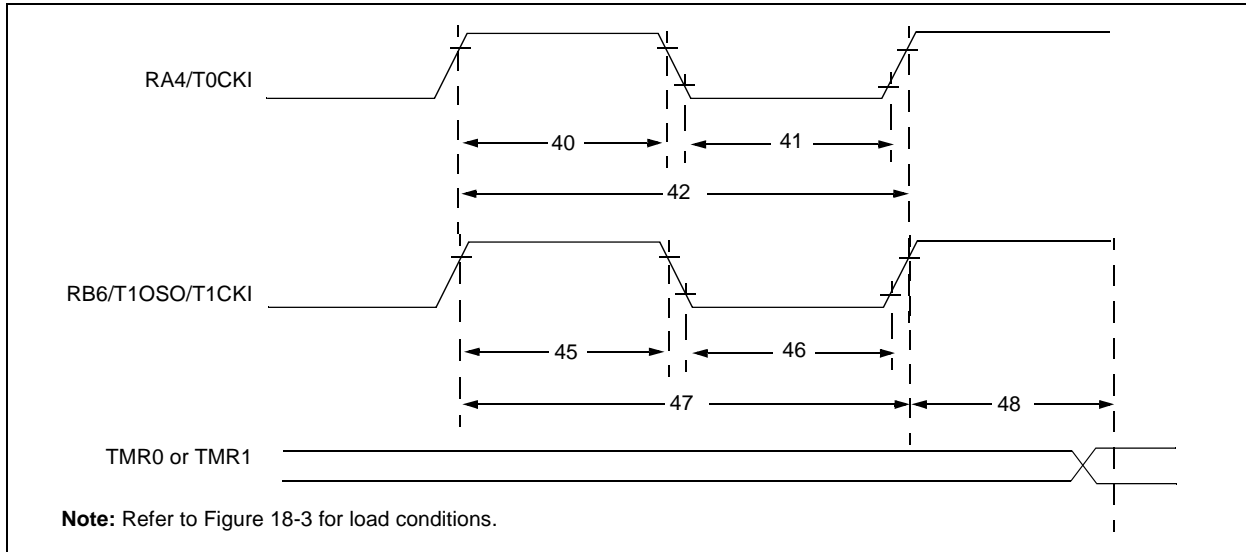 RA4/T0CKI
40
41
42
RB6/T1OSO/T1CKI
45
46
47
48
TMR0 or TMR1
Note: Refer to Figure 18-3 for load conditions.